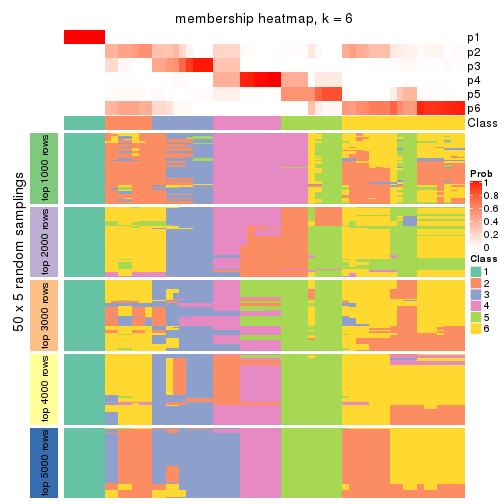 membership heatmap, k = 6
p1
p2
p3
p4
p5
p6
Class
50 x 5 random samplings
top 1000 rows
top 2000 rows
top 3000 rows
top 4000 rows
top 5000 rows
Prob
1
0.8
0.6
0.4
0.2
0
Class
1
2
3
4
5
6